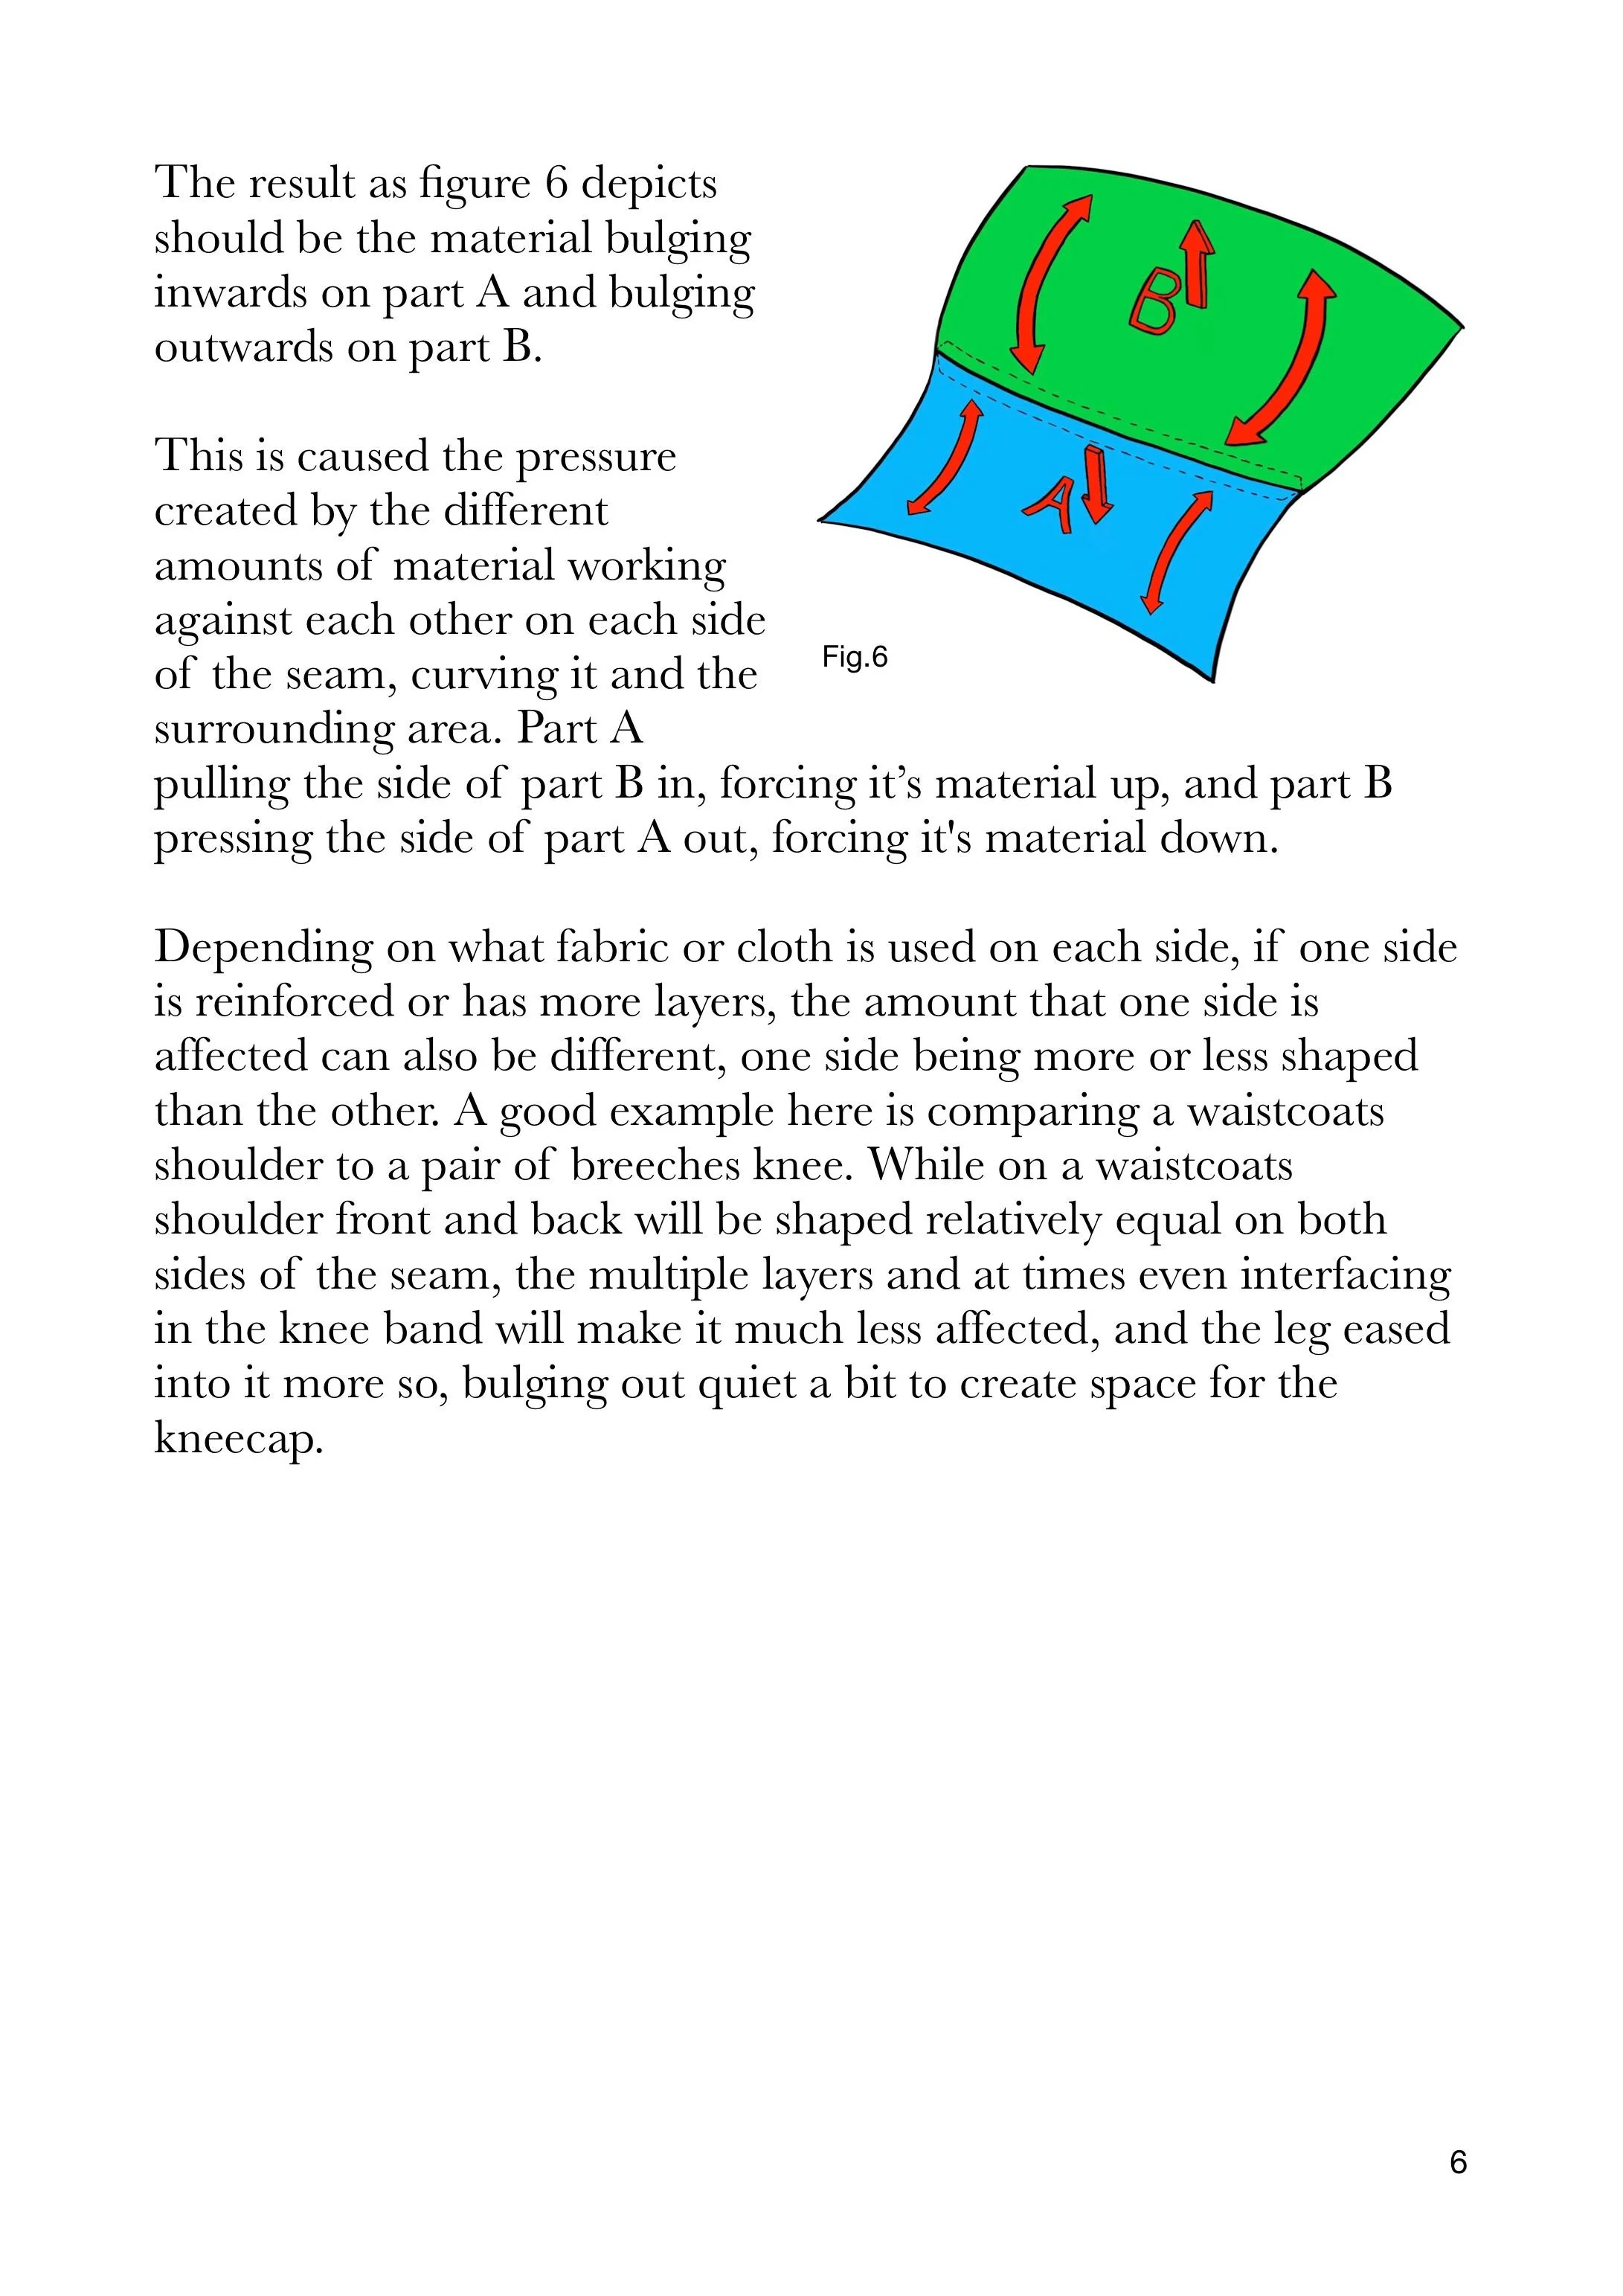 The result as figure 6 depicts
should be the material bulging
inwards on part A and bulging
outwards on part B.
This is caused the pressure
created by the different
amounts of material working
against each other on each side
of the seam, curving it and the
surrounding area. Part A
B
A
Fig.6
pulling the side of part B in, forcing it’s material up, and part B
pressing the side of part A out, forcing it's material down.
Depending on what fabric or cloth is used on each side, if one side
is reinforced or has more layers, the amount that one side is
affected can also be different, one side being more or less shaped
than the other. A good example here is comparing a waistcoats
shoulder to a pair of breeches knee. While on a waistcoats
shoulder front and back will be shaped relatively equal on both
sides of the seam, the multiple layers and at times even interfacing
in the knee band will make it much less affected, and the leg eased
into it more so, bulging out quiet a bit to create space for the
kneecap.
6